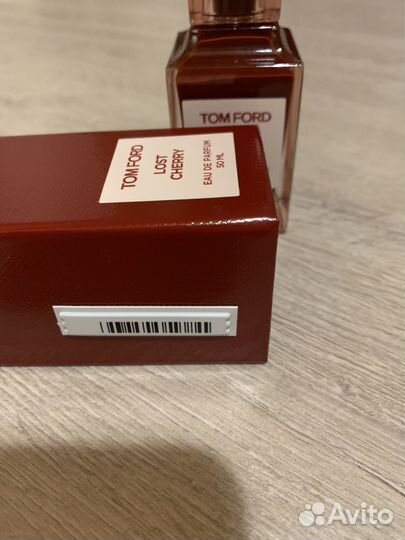 TOM FORD
TOM FORD
LOST
CHERRY
EAU DE PARFUM
50 ML
Avito